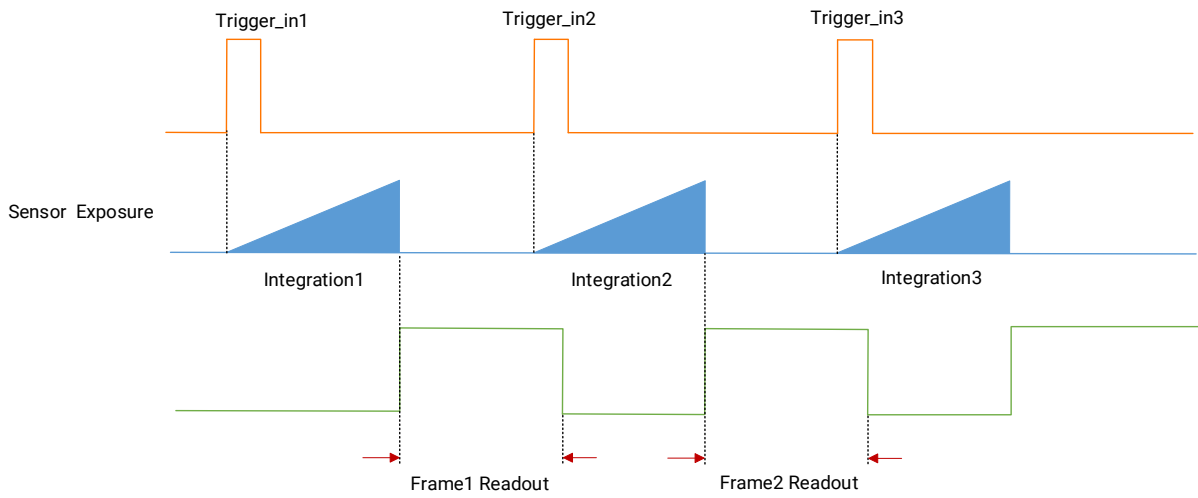 Trigger_in1
Trigger_in2
Trigger_in3
Sensor Exposure
Integration1
Integration2
Integration3
Frame1 Readout
Frame2 Readout